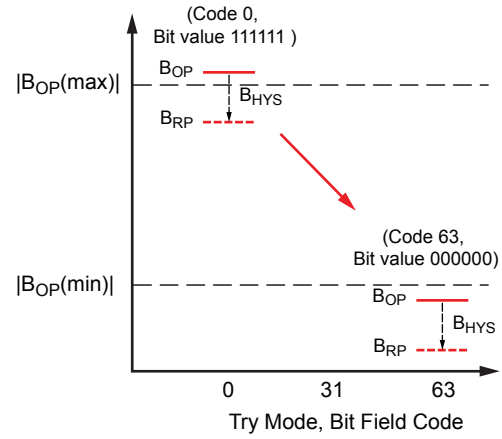 (Code 0,
Bit value 111111 )
BOP
|BOP(max)|
BHYS
BRP
(Code 63,
Bit value 000000)
|BOP(min)|
BOP
BHYS
BRP
0 31 63
Try Mode, Bit Field Code